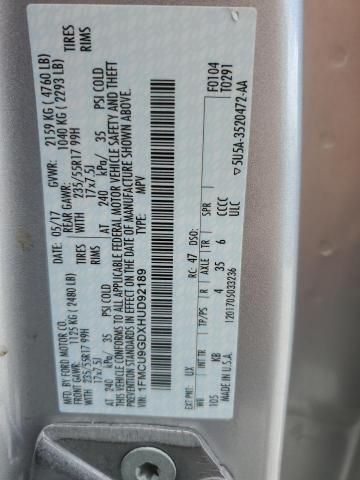 MFD. BY FORD MOTOR CO.
DATE: 05/17 GVWR: 2159 KG ( 4760 LB)
FRONT GAWR: 1125 KG ( 2480 LB) REAR GAWR: 1040 KG ( 2293 LB)
WITH 235/55R17 99H TIRES WITH 235/55R17 99H TIRES
17x7.5J RIMS 17x7.5J RIMS
AT 240 kPa/ 35 PSI COLD AT 240 kPa/ 35 PSI COLD
THIS VEHICLE CONFORMS TO ALL APPLICABLE FEDERAL MOTOR VEHICLE SAFETY AND THEFT
PREVENTION STANDARDS IN EFFECT ON THE DATE OF MANUFACTURE SHOWN ABOVE.
VIN: 1FMCU9GDXHUD92189
TYPE: MPV
F0104
T0291
EXT PNT: UX RC: 47 DSO:
WB INT TR TP/PS R AXLE TR SPR
105 KB 4 35 6 CCCC
ULC
MADE IN U.S.A. 1201705033236
▽5U5A-3520472-AA